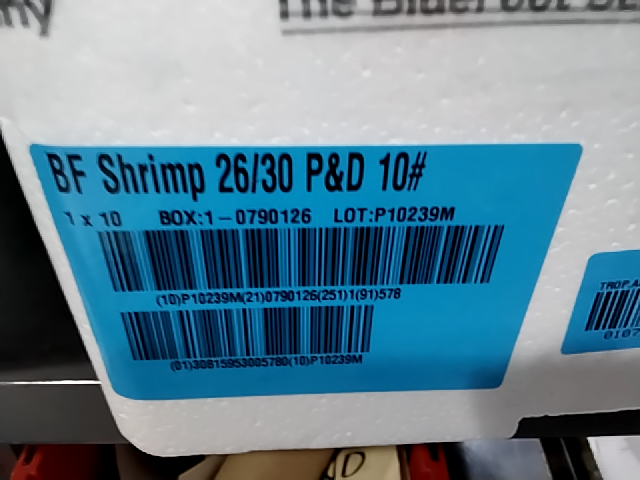 The
BF Shrimp 26/30 P&D 10#
1 x 10 BOX:1-0790126 LOT:P10239M
(10)P10239M(21)0790126(251)1(91)578
(01)30815953005780(10)P10239M
D